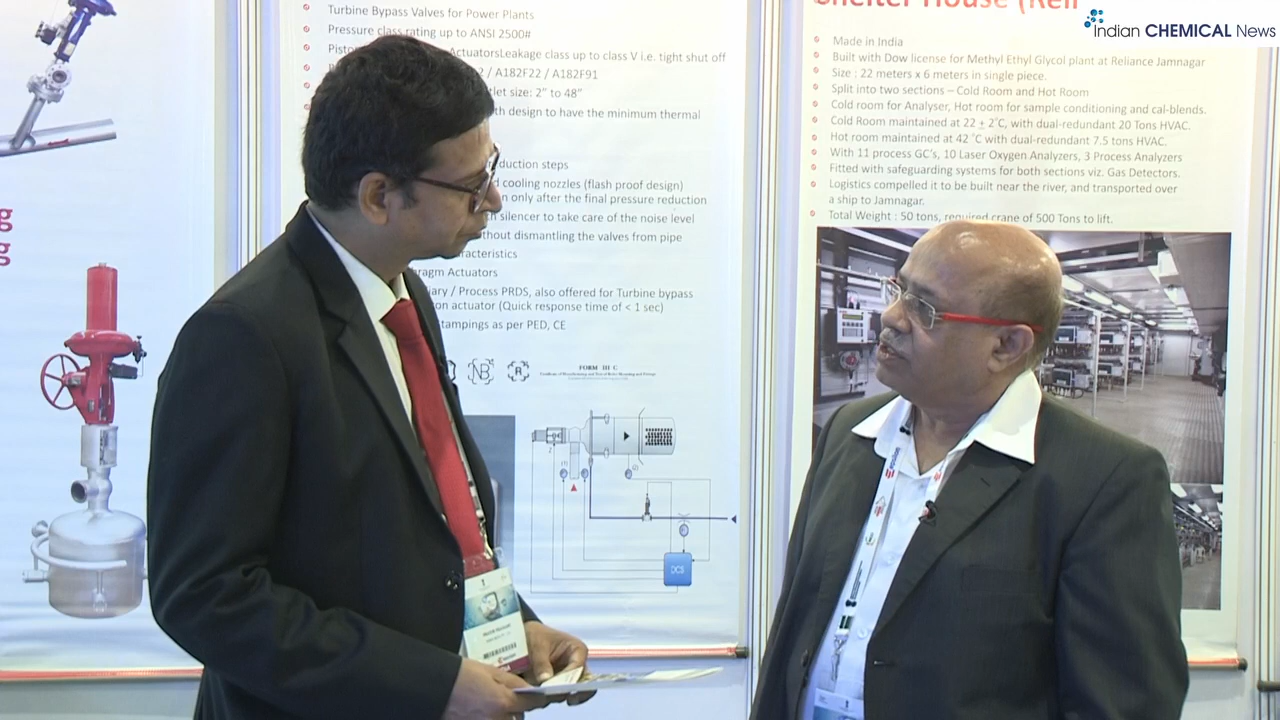 Turbine Bypass Valves for Power Plants
Pressure class rating up to ANSI 2500#
ActuatorsLeakage class up to class V i.e. tight shut off
/ A182F22 / A182F91
tlet size: 2” to 48”
th design to have the minimum thermal
duction steps
cooling nozzles (flash proof design)
n only after the final pressure reduction
silencer to take care of the noise level
thout dismantling the valves from pipe
aracteristics
ragm Actuators
iary / Process PRDS, also offered for Turbine bypass
on actuator (Quick response time of < 1 sec)
tampings as per PED, CE
NB
R
FORM III C
DCS
Shelter House (Reli
Indian CHEMICAL News
Made in India
Built with Dow license for Methyl Ethyl Glycol plant at Reliance Jamnagar
Size : 22 meters x 6 meters in single piece.
Split into two sections – Cold Room and Hot Room
Cold room for Analyser, Hot room for sample conditioning and cal-blends.
Cold Room maintained at 22 ± 2°C, with dual-redundant 20 Tons HVAC.
Hot room maintained at 42 °C with dual-redundant 7.5 tons HVAC.
With 11 process GC’s, 10 Laser Oxygen Analyzers, 3 Process Analyzers
Fitted with safeguarding systems for both sections viz. Gas Detectors.
Logistics compelled it to be built near the river, and transported over
a ship to Jamnagar.
Total Weight : 50 tons, required crane of 500 Tons to lift.